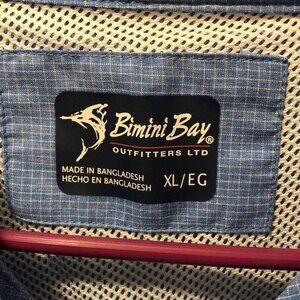 Bimini Bay®
OUTFITTERS LTD
MADE IN BANGLADESH
HECHO EN BANGLADESH
XL/EG